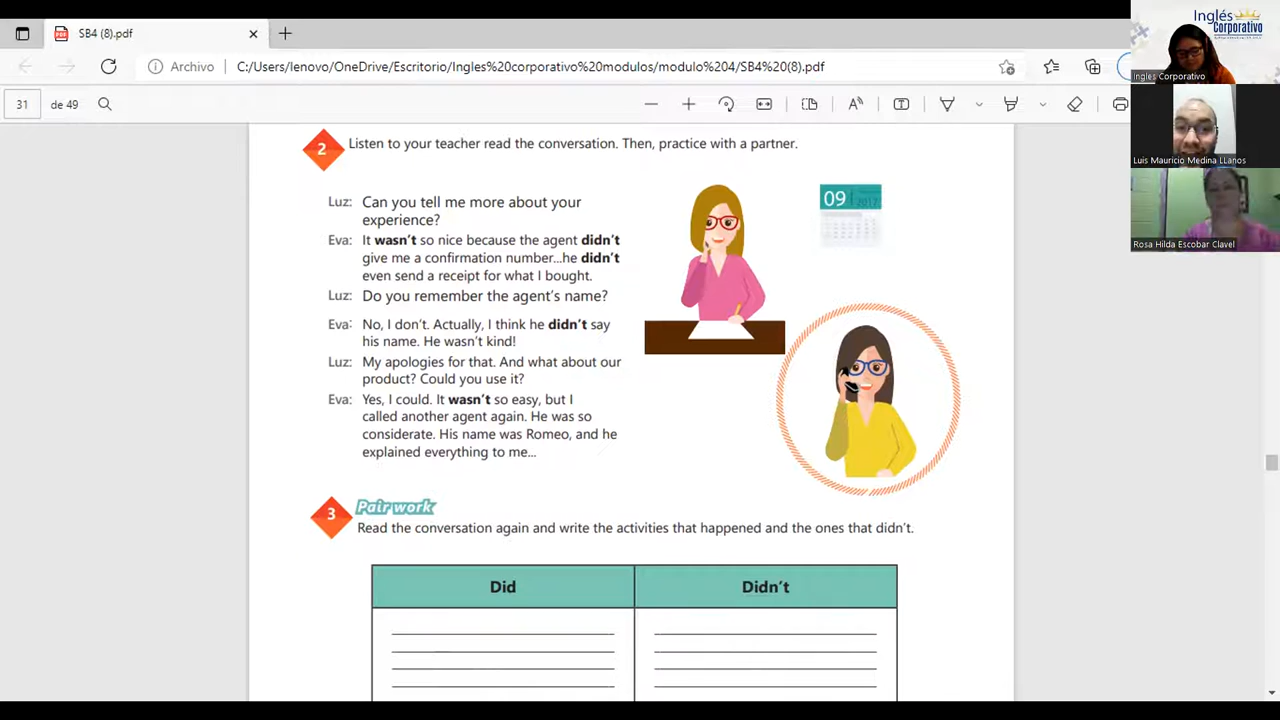 SB4 (8).pdf
Archivo
C:/Users/lenovo/OneDrive/Escritorio/Ingles%20corporativo%20modulos/modulo%204/SB4%20(8).pdf
31
de 49
Inglés
Corporativo
Ingles Corporativo
Luis Mauricio Medina LLanos
Rosa Hilda Escobar Clavel
2
Listen to your teacher read the conversation. Then, practice with a partner.
Luz: Can you tell me more about your
experience?
Eva: It wasn't so nice because the agent didn't
give me a confirmation number...he didn't
even send a receipt for what I bought.
Luz: Do you remember the agent's name?
Eva: No, I don't. Actually, I think he didn't say
his name. He wasn't kind!
Luz: My apologies for that. And what about our
product? Could you use it?
Eva: Yes, I could. It wasn't so easy, but I
called another agent again. He was so
considerate. His name was Romeo, and he
explained everything to me...
09
2017
3
Pair work
Read the conversation again and write the activities that happened and the ones that didn't.
Did
Didn't